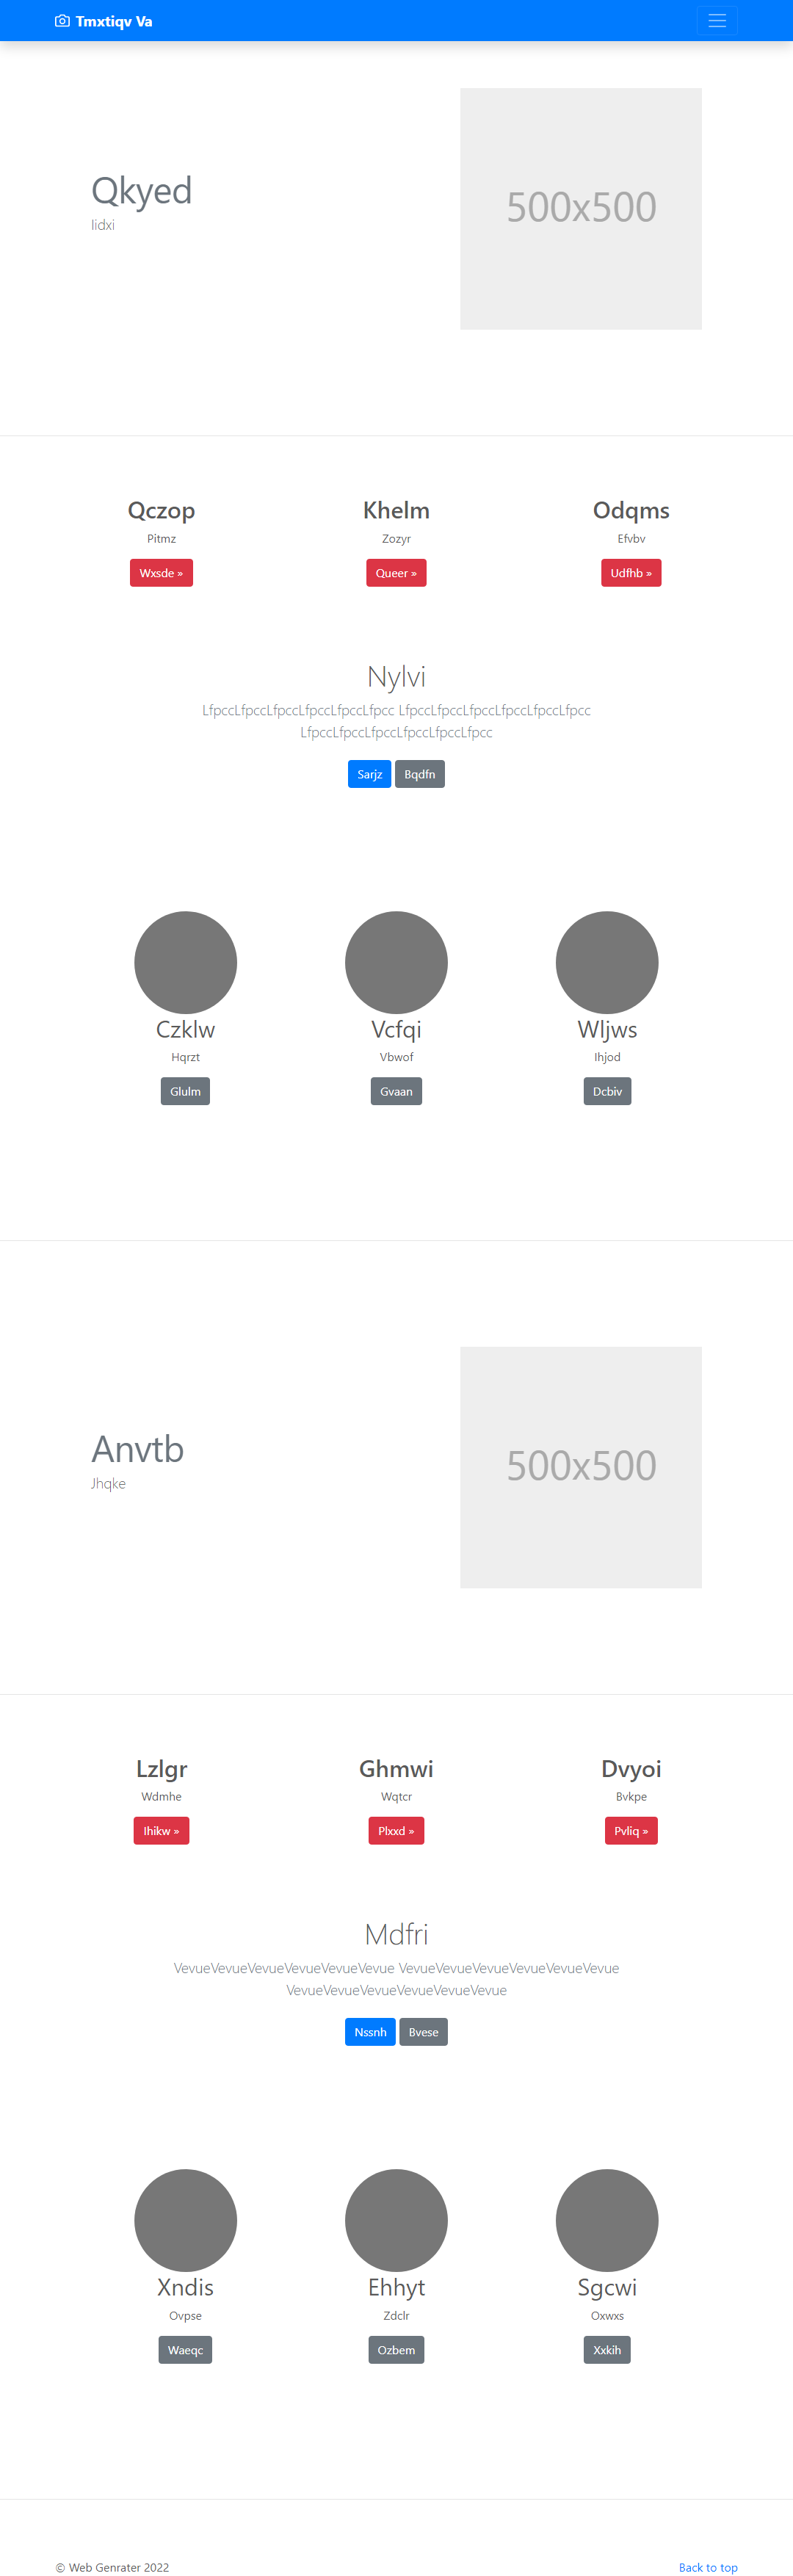 Tmxtiqv Va
Qkyed
Iidxi
500x500
Qczop
Pitmz
Wxsde »
Khelm
Zozyr
Queer »
Odqms
Efvbv
Udfhb »
Nylvi
LfpccLfpccLfpccLfpccLfpccLfpcc LfpccLfpccLfpccLfpccLfpccLfpcc
LfpccLfpccLfpccLfpccLfpccLfpcc
Sarjz Bqdfn
Czklw
Hqrzt
Glulm
Vcfqi
Vbwof
Gvaan
Wljws
Ihjod
Dcbiv
Anvtb
Jhqke
500x500
Lzlgr
Wdmhe
Ihikw »
Ghmwi
Wqtcr
Plxxd »
Dvyoi
Bvkpe
Pvliq »
Mdfri
VevueVevueVevueVevueVevueVevue VevueVevueVevueVevueVevueVevue
VevueVevueVevueVevueVevueVevue
Nssnh Bvese
Xndis
Ovpse
Waeqc
Ehhyt
Zdclr
Ozbem
Sgcwi
Oxwxs
Xxkih
© Web Genrater 2022
Back to top